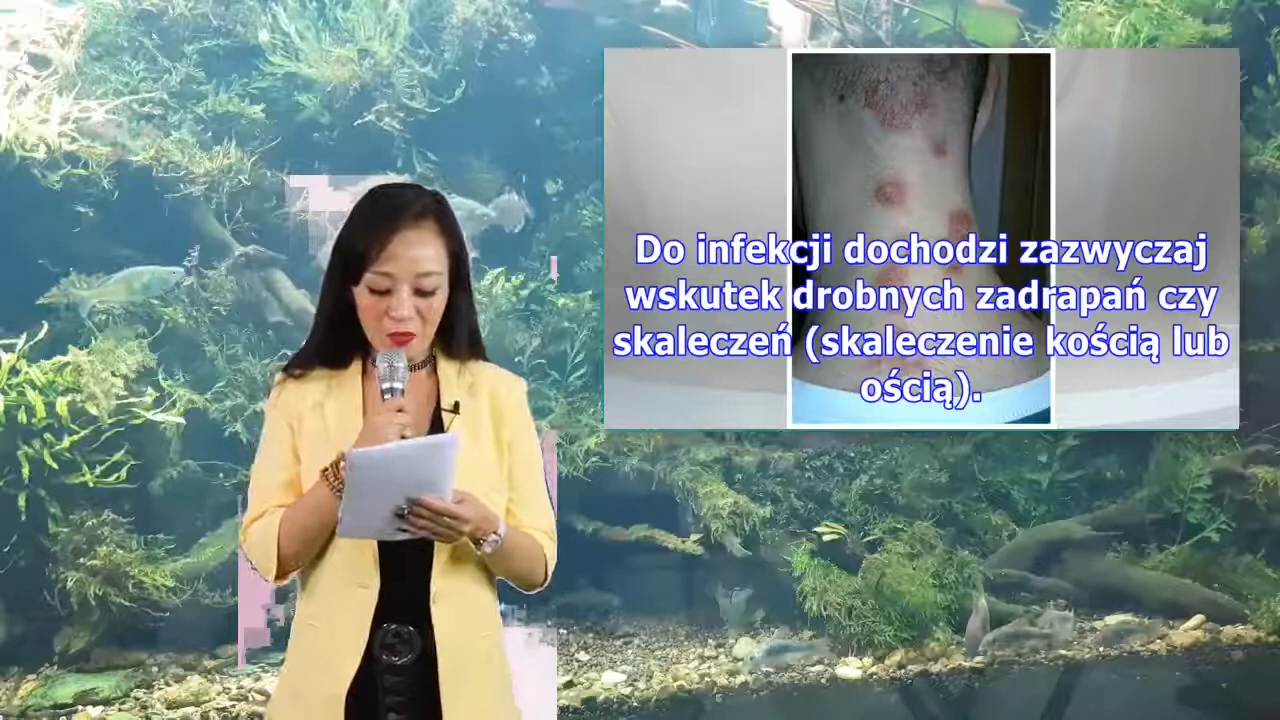 Do infekcji dochodzi zazwyczaj
wskutek drobnych zadrapań czy
skaleczeń (skaleczenie kością lub
ością).